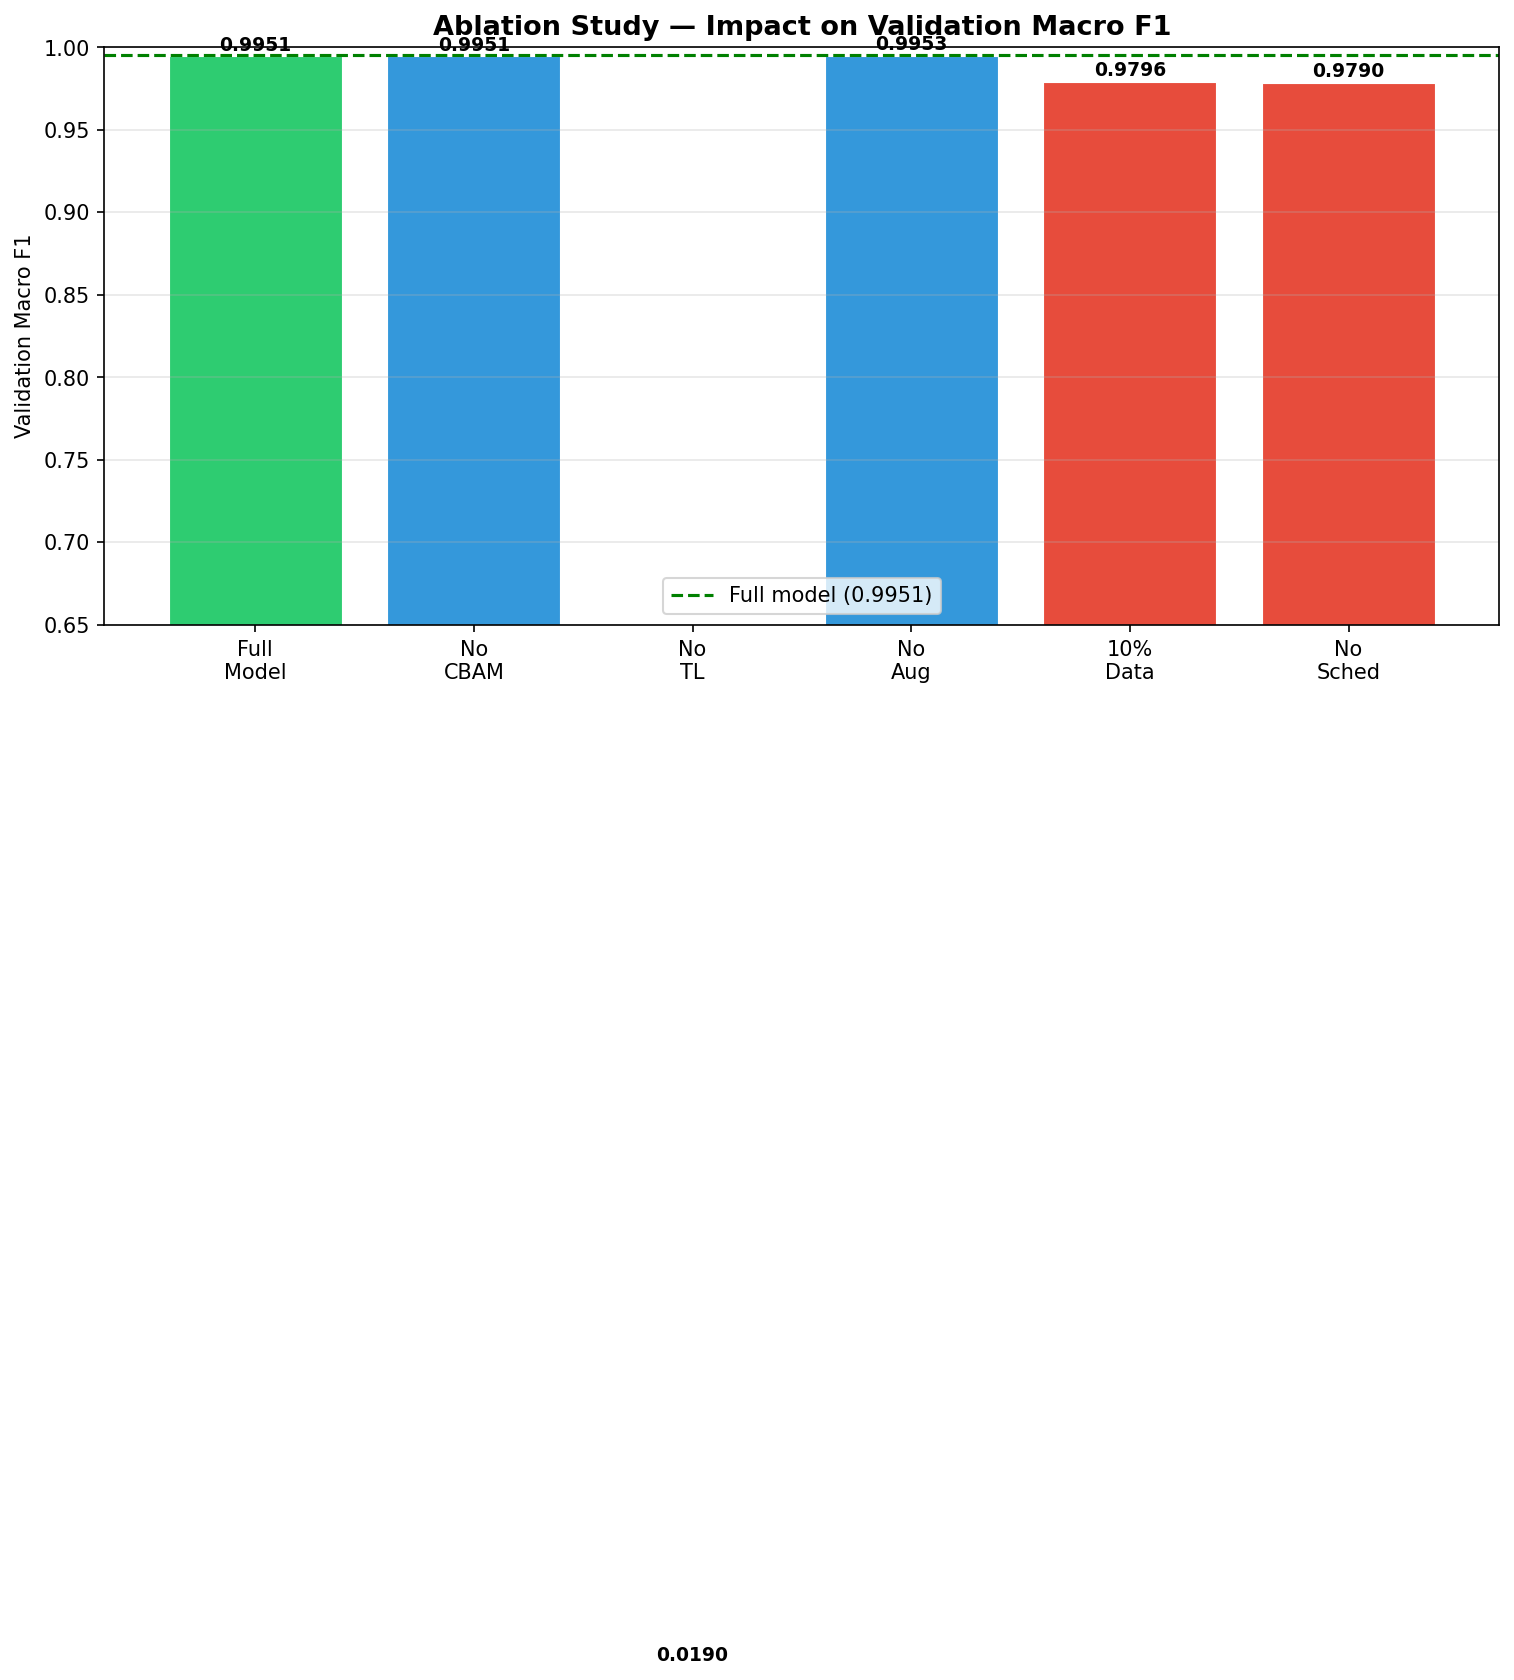 Ablation Study — Impact on Validation Macro F1
Validation Macro F1
1.00
0.95
0.90
0.85
0.80
0.75
0.70
0.65
0.9951
0.9951
0.9953
0.9796
0.9790
Full model (0.9951)
Full
Model
No
CBAM
No
TL
No
Aug
10%
Data
No
Sched
0.0190